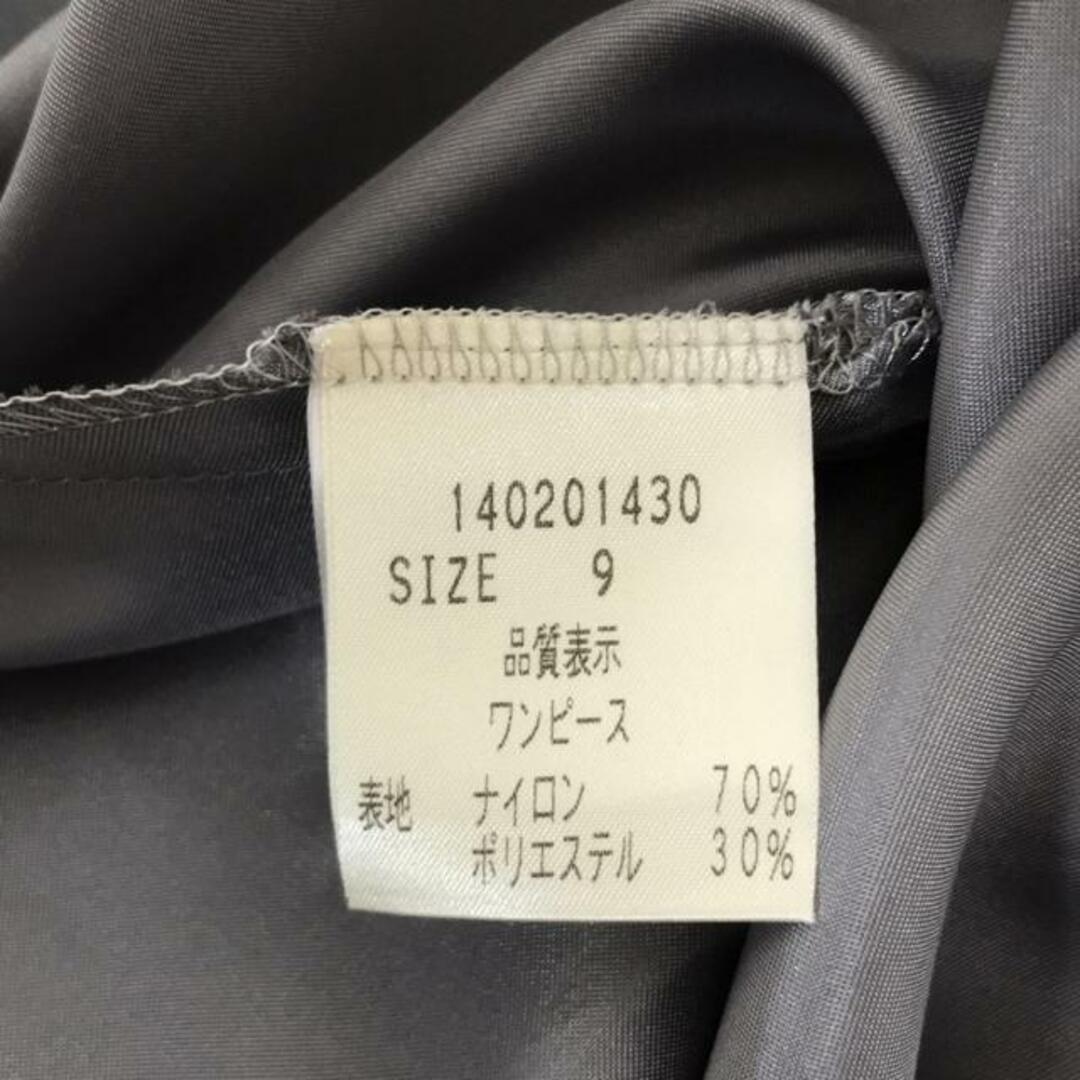 140201430
SIZE 9
品質表示
ワンピース
表地 ナイロン 70%
ポリエステル 30%